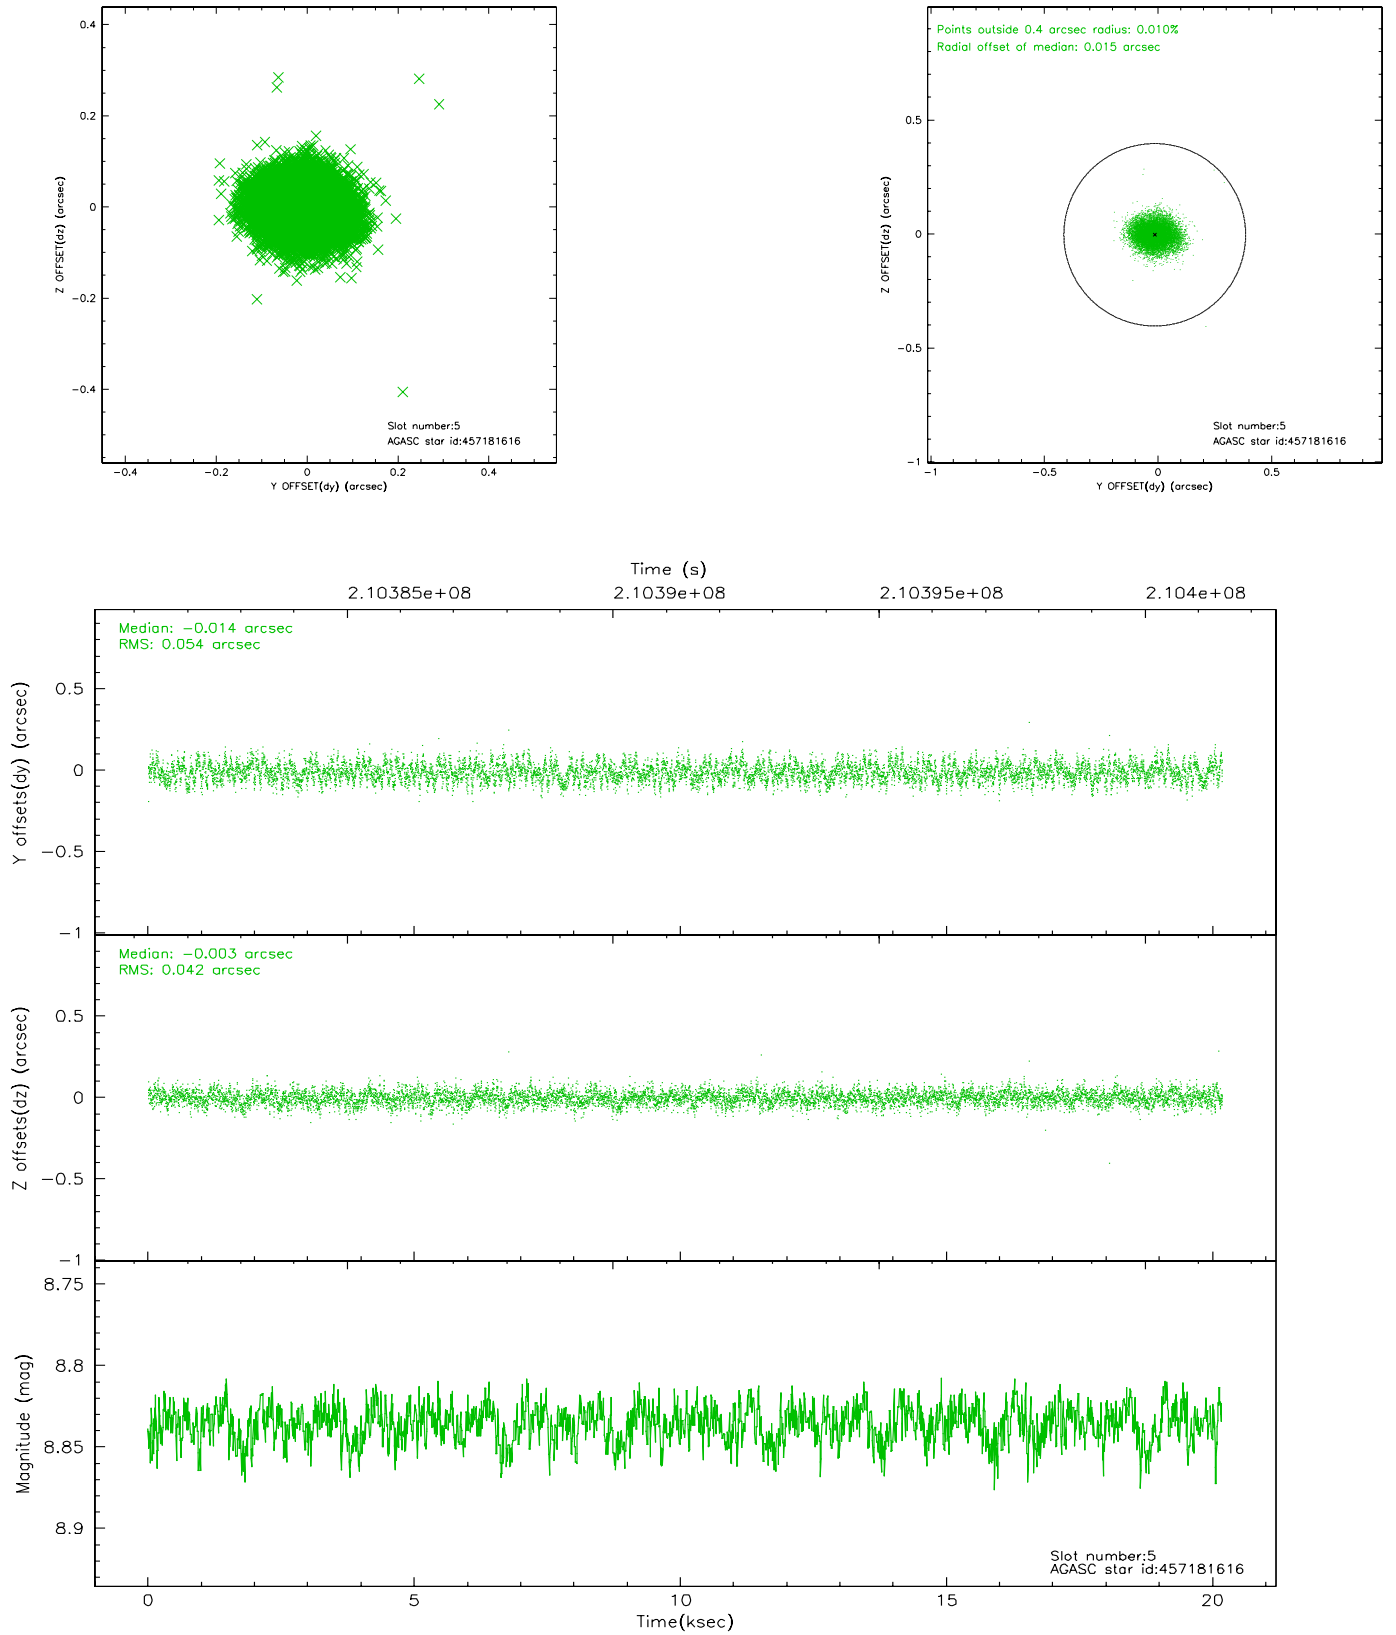 0.4
0.2
0
−0.2
−0.4
Z OFFSET(dz) (arcsec)
Slot number:5
AGASC star id:457181616
−0.4
−0.2
0
0.2
0.4
Y OFFSET(dy) (arcsec)
Points outside 0.4 arcsec radius: 0.010%
Radial offset of median: 0.015 arcsec
0.5
0
−0.5
−1
Z OFFSET(dz) (arcsec)
Slot number:5
AGASC star id:457181616
−1
−0.5
0
0.5
Y OFFSET(dy) (arcsec)
Time (s)
2.10385e+08
2.1039e+08
2.10395e+08
2.104e+08
Median: −0.014 arcsec
RMS: 0.054 arcsec
0.5
0
−0.5
−1
Y offsets(dy) (arcsec)
Median: −0.003 arcsec
RMS: 0.042 arcsec
0.5
0
−0.5
−1
Z offsets(dz) (arcsec)
8.75
8.8
8.85
8.9
Magnitude (mag)
Slot number:5
AGASC star id:457181616
0
5
10
15
20
Time(ksec)